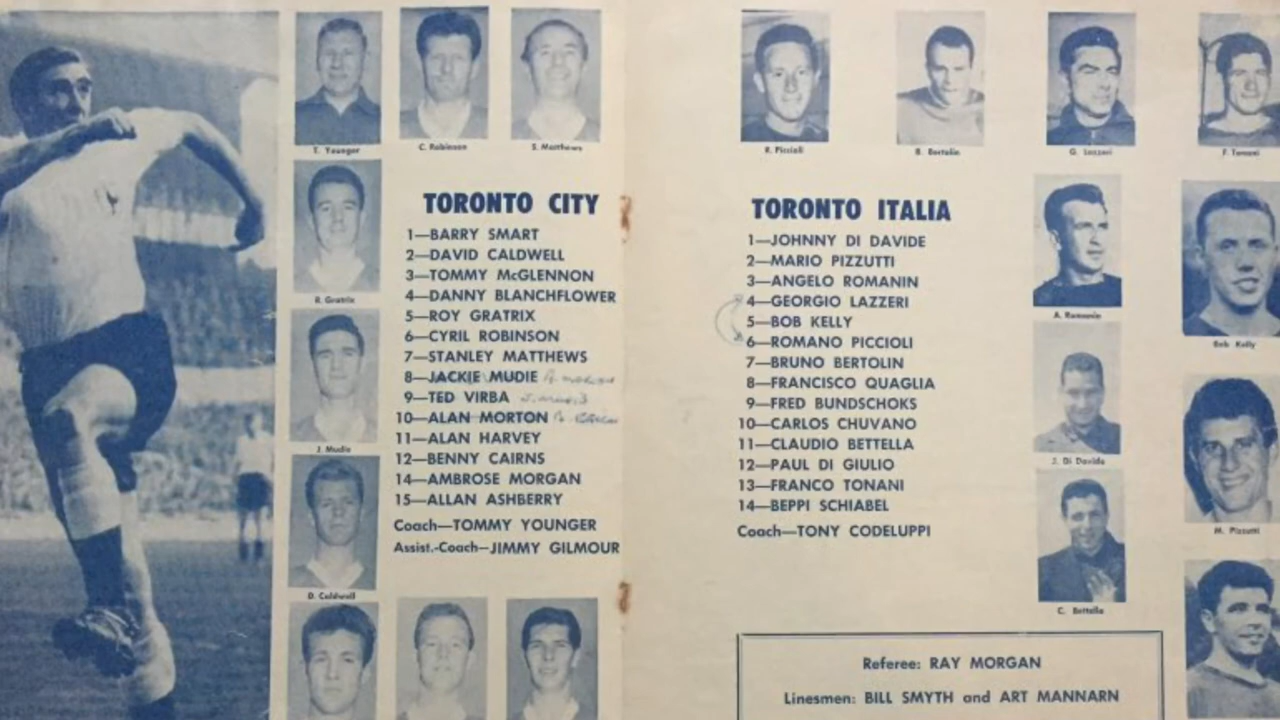 T. Younger
C. Robinson
S. Matthews
R. Gratrix
J. Mudie
D. Caldwell
TORONTO CITY
1—BARRY SMART
2—DAVID CALDWELL
3—TOMMY McGLENNON
4—DANNY BLANCHFLOWER
5—ROY GRATRIX
6—CYRIL ROBINSON
7—STANLEY MATTHEWS
8—JACKIE MUDIE
9—TED VIRBA
10—ALAN MORTON
11—ALAN HARVEY
12—BENNY CAIRNS
14—AMBROSE MORGAN
15—ALLAN ASHBERRY
Coach—TOMMY YOUNGER
Assist.-Coach—JIMMY GILMOUR
R. Piccioli
B. Bertolin
G. Lazzeri
F. Tonani
TORONTO ITALIA
1—JOHNNY DI DAVIDE
2—MARIO PIZZUTTI
3—ANGELO ROMANIN
4—GEORGIO LAZZERI
5—BOB KELLY
6—ROMANO PICCIOLI
7—BRUNO BERTOLIN
8—FRANCISCO QUAGLIA
9—FRED BUNDSCHOKS
10—CARLOS CHUVANO
11—CLAUDIO BETTELLA
12—PAUL DI GIULIO
13—FRANCO TONANI
14—BEPPI SCHIABEL
Coach—TONY CODELUPPI
A. Romanin
Bob Kelly
J. Di Davide
M. Pizzutti
C. Bettella
Referee: RAY MORGAN
Linesmen: BILL SMYTH and ART MANNARN